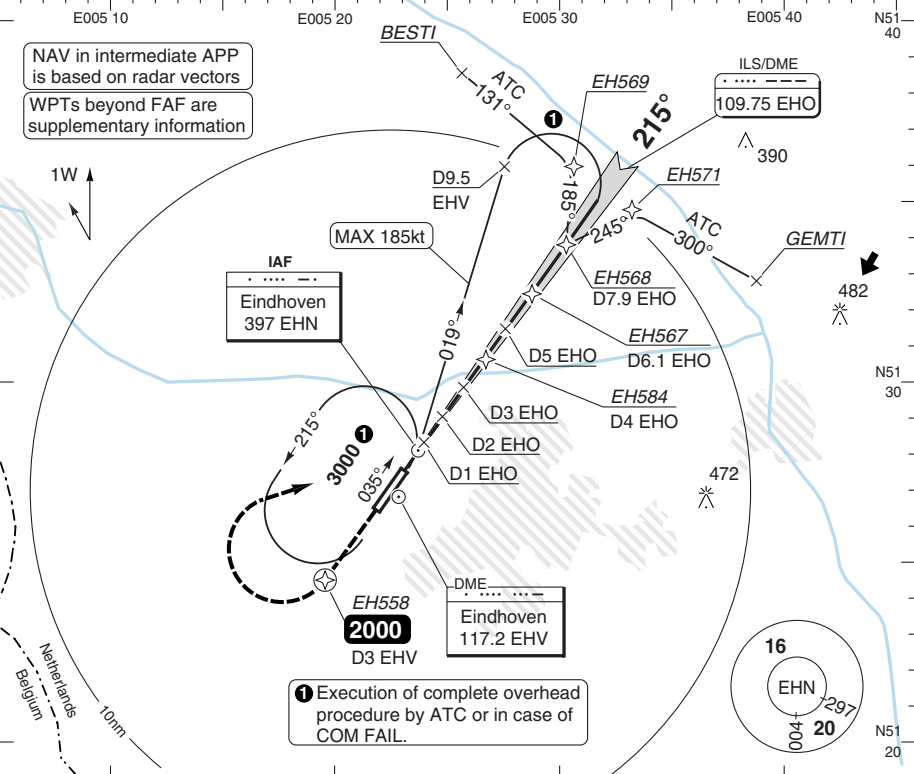 E005 10
E005 20
E005 30
E005 40
N51
40
BESTI
NAV in intermediate APP
is based on radar vectors
WPTs beyond FAF are
supplementary information
ATC
131°
EH569
ILS/DME
109.75 EHO
215°
1
390
1W
D9.5
EHV
185°
EH571
MAX 185kt
245°
ATC
300°
GEMTI
IAF
Eindhoven
397 EHN
EH568
D7.9 EHO
482
019°
EH567
D6.1 EHO
D5 EHO
N51
30
EH584
D4 EHO
D3 EHO
D2 EHO
D1 EHO
215°
3000 1
035°
472
DME
Eindhoven
117.2 EHV
EH558
2000
D3 EHV
Netherlands
Belgium
10nm
1 Execution of complete overhead
procedure by ATC or in case of
COM FAIL.
16
EHN
297
004
20
N51
20